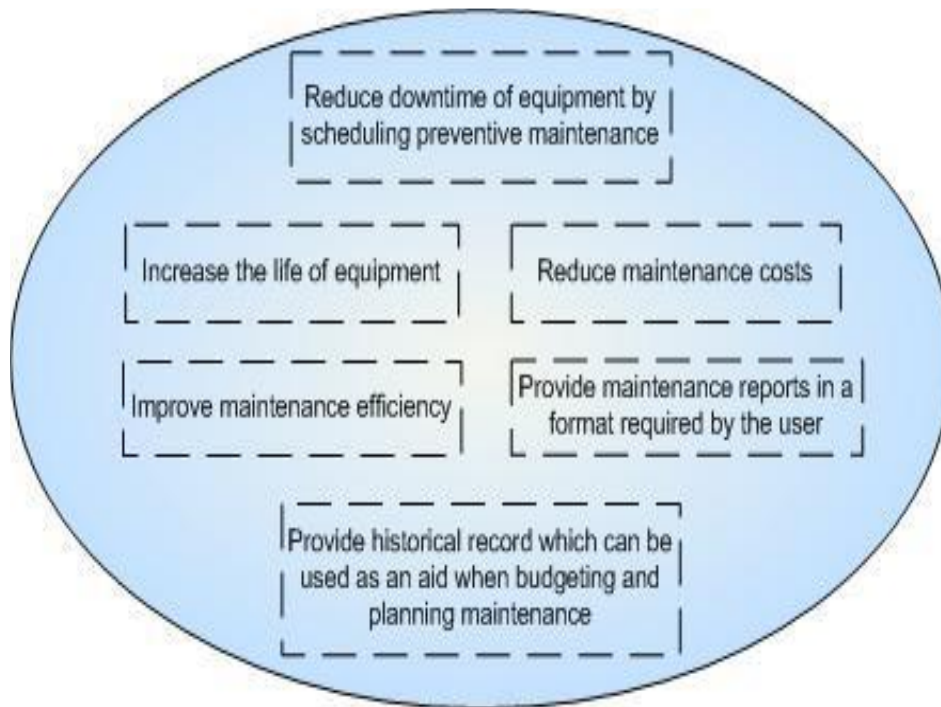 Reduce downtime of equipment by
scheduling preventive maintenance
Increase the life of equipment
Reduce maintenance costs
Improve maintenance efficiency
Provide maintenance reports in a
format required by the user
Provide historical record which can be
used as an aid when budgeting and
planning maintenance